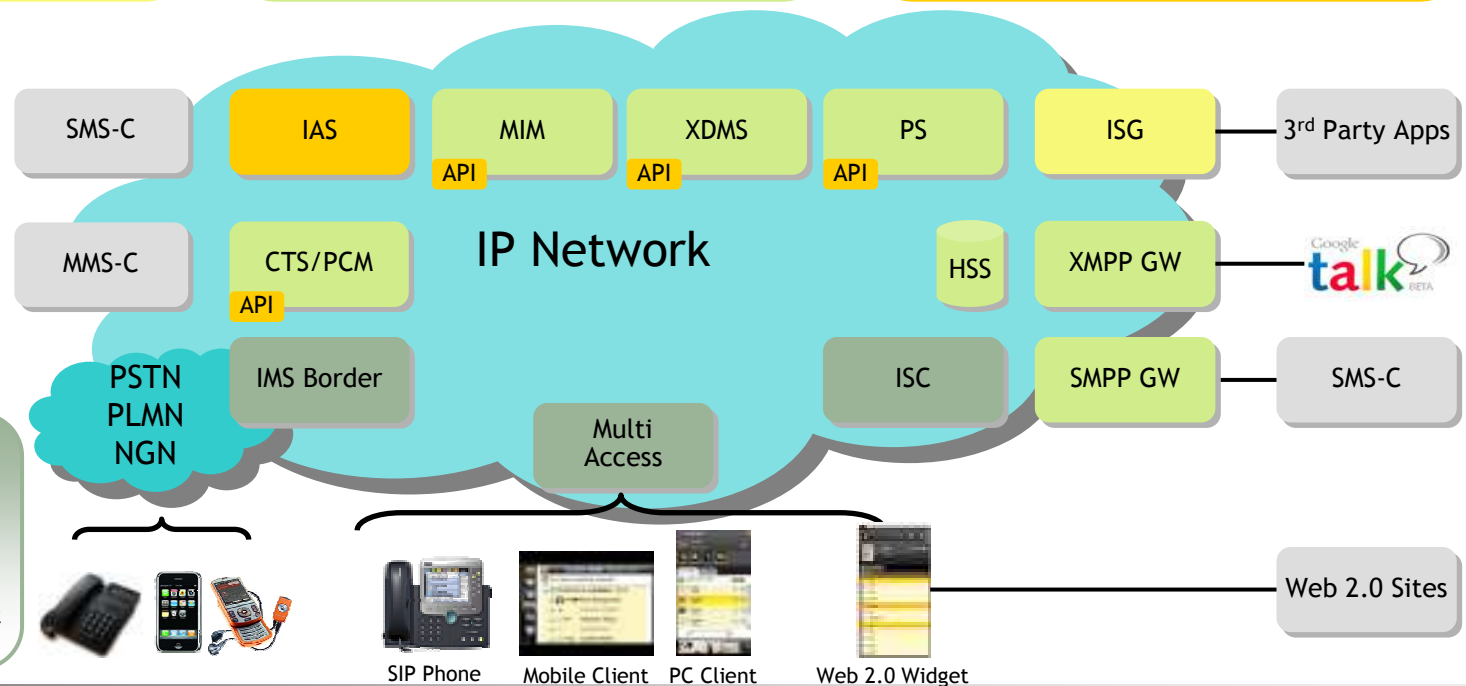 SMS-C
IAS
MIM
XDMS
PS
ISG
3rd Party Apps
API
API
API
MMS-C
CTS/PCM
IP Network
HSS
XMPP GW
Google
talk
BETA
API
PSTN
PLMN
NGN
IMS Border
ISC
SMPP GW
SMS-C
Multi
Access
Web 2.0 Sites
SIP Phone
Mobile Client
PC Client
Web 2.0 Widget